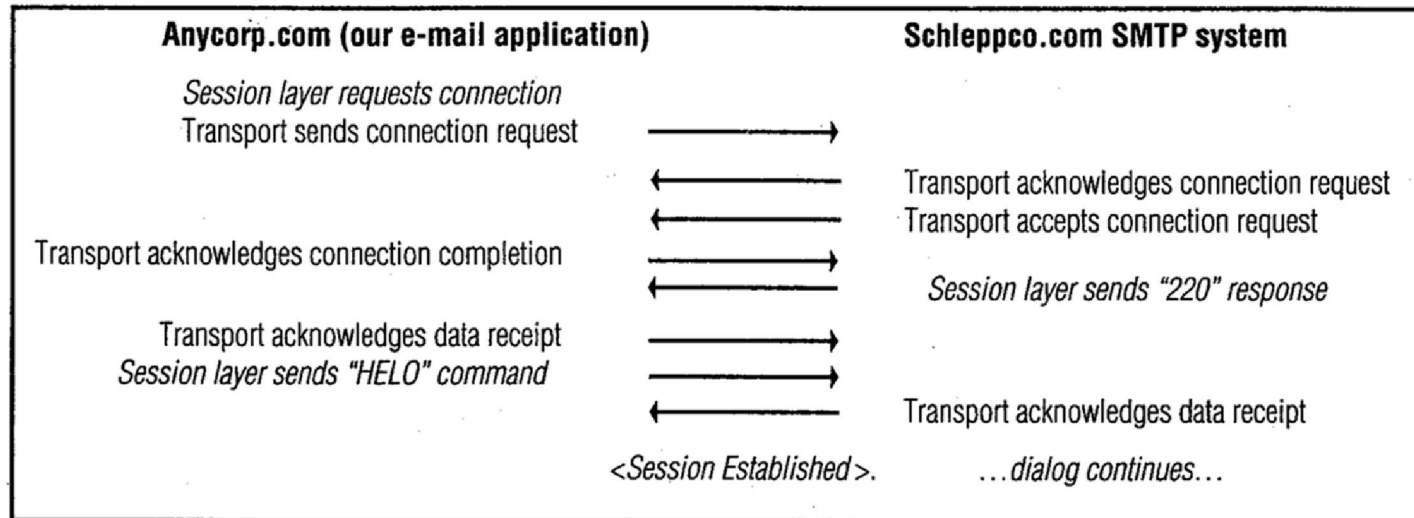 Anycorp.com (our e-mail application) Schleppco.com SMTP system
Session layer requests connection
Transport sends connection request
Transport acknowledges connection request
Transport accepts connection request
Transport acknowledges connection completion
Session layer sends “220” response
Transport acknowledges data receipt
Session layer sends “HELO” command
Transport acknowledges data receipt
<Session Established>. ...dialog continues...